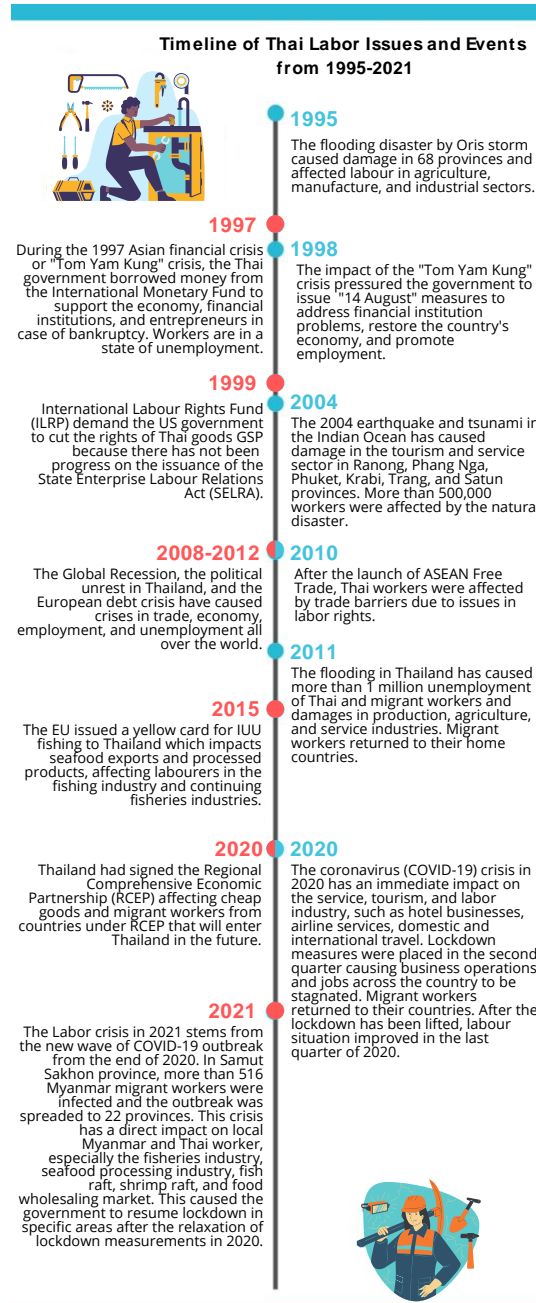 Timeline of Thai Labor Issues and Events
from 1995-2021
1995
The flooding disaster by Oris storm
caused damage in 68 provinces and
affected labour in agriculture,
manufacture, and industrial sectors.
1997
During the 1997 Asian financial crisis
or "Tom Yam Kung" crisis, the Thai
government borrowed money from
the International Monetary Fund to
support the economy, financial
institutions, and entrepreneurs in
case of bankruptcy. Workers are in a
state of unemployment.
1998
The impact of the "Tom Yam Kung"
crisis pressured the government to
issue "14 August" measures to
address financial institution
problems, restore the country's
economy, and promote
employment.
1999
International Labour Rights Fund
(ILRP) demand the US government
to cut the rights of Thai goods GSP
because there has not been
progress on the issuance of the
State Enterprise Labour Relations
Act (SELRA).
2004
The 2004 earthquake and tsunami in
the Indian Ocean has caused
damage in the tourism and service
sector in Ranong, Phang Nga,
Phuket, Krabi, Trang, and Satun
provinces. More than 500,000
workers were affected by the natura
disaster.
2008-2012
The Global Recession, the political
unrest in Thailand, and the
European debt crisis have caused
crises in trade, economy,
employment, and unemployment all
over the world.
2010
After the launch of ASEAN Free
Trade, Thai workers were affected
by trade barriers due to issues in
labor rights.
2011
The flooding in Thailand has caused
more than 1 million unemployment
of Thai and migrant workers and
damages in production, agriculture,
and service industries. Migrant
workers returned to their home
countries.
2015
The EU issued a yellow card for IUU
fishing to Thailand which impacts
seafood exports and processed
products, affecting labourers in the
fishing industry and continuing
fisheries industries.
2020
Thailand had signed the Regional
Comprehensive Economic
Partnership (RCEP) affecting cheap
goods and migrant workers from
countries under RCEP that will enter
Thailand in the future.
2020
The coronavirus (COVID-19) crisis in
2020 has an immediate impact on
the service, tourism, and labor
industry, such as hotel businesses,
airline services, domestic and
international travel. Lockdown
measures were placed in the second
quarter causing business operations
and jobs across the country to be
stagnated. Migrant workers
returned to their countries. After the
lockdown has been lifted, labour
situation improved in the last
quarter of 2020.
2021
The Labor crisis in 2021 stems from
the new wave of COVID-19 outbreak
from the end of 2020. In Samut
Sakhon province, more than 516
Myanmar migrant workers were
infected and the outbreak was
spreaded to 22 provinces. This crisis
has a direct impact on local
Myanmar and Thai worker,
especially the fisheries industry,
seafood processing industry, fish
raft, shrimp raft, and food
wholesaling market. This caused the
government to resume lockdown in
specific areas after the relaxation of
lockdown measurements in 2020.